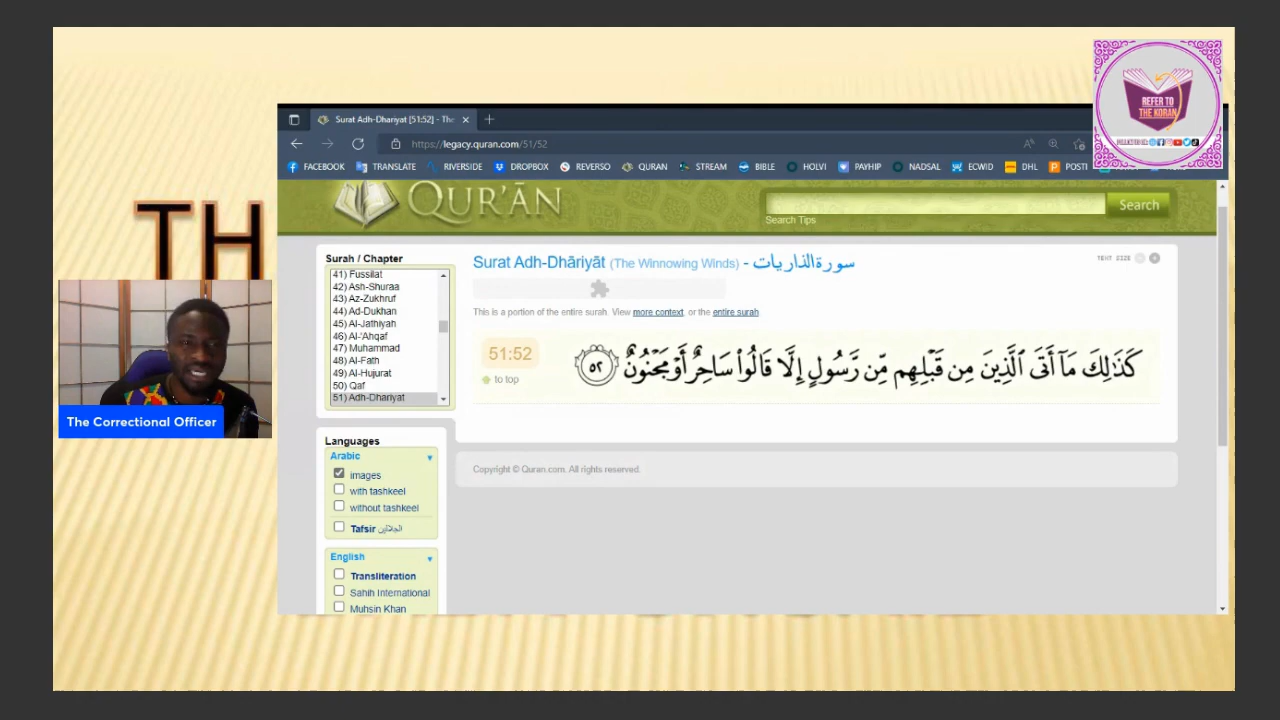 REFER TO
THE KORAN
Surat Adh-Dhariyat [51:52] - The
https://legacy.quran.com/51/52
FACEBOOK TRANSLATE RIVERSIDE DROPBOX REVERSO QURAN STREAM BIBLE HOLVI PAYHIP NADSAL ECWID DHL POSTI
QUR'ĀN
Search
Search Tips
TH
Surah / Chapter
41) Fussilat
42) Ash-Shuraa
43) Az-Zukhruf
44) Ad-Dukhan
45) Al-Jathiyah
46) Al-'Ahqaf
47) Muhammad
48) Al-Fath
49) Al-Hujurat
50) Qaf
51) Adh-Dhariyat
Surat Adh-Dhāriyāt (The Winnowing Winds) - سورة الذاريات
TEXT SIZE
This is a portion of the entire surah. View more context, or the entire surah
51:52
to top
كَذَٰلِكَ مَآ أَتَى ٱلَّذِينَ مِن قَبْلِهِم مِّن رَّسُولٍ إِلَّا قَالُوا۟ سَاحِرٌ أَوْ مَجْنُونٌ ٥٢
The Correctional Officer
Languages
Arabic
images
with tashkeel
without tashkeel
Tafsir الجلالين
English
Transliteration
Sahih International
Muhsin Khan
Copyright © Quran.com. All rights reserved.